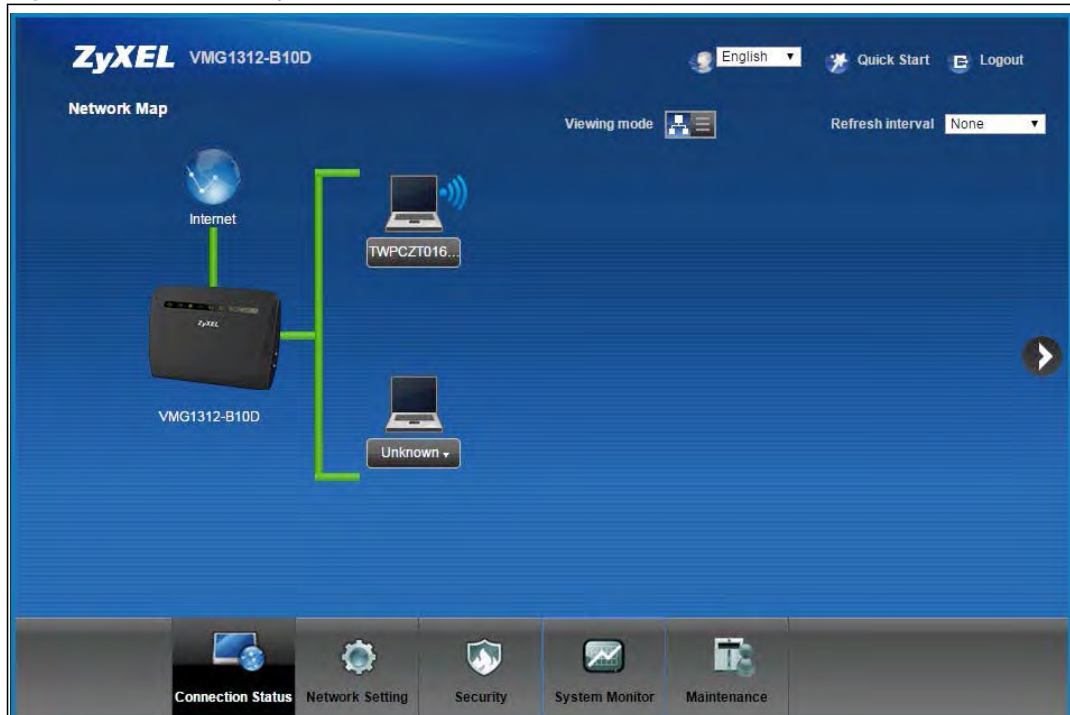 ZyXEL VMG1312-B10D
English
Quick Start
Logout
Network Map
Viewing mode
Refresh interval
None
Internet
TWPCZT016...
ZyXEL
VMG1312-B10D
Unknown
Connection Status
Network Setting
Security
System Monitor
Maintenance